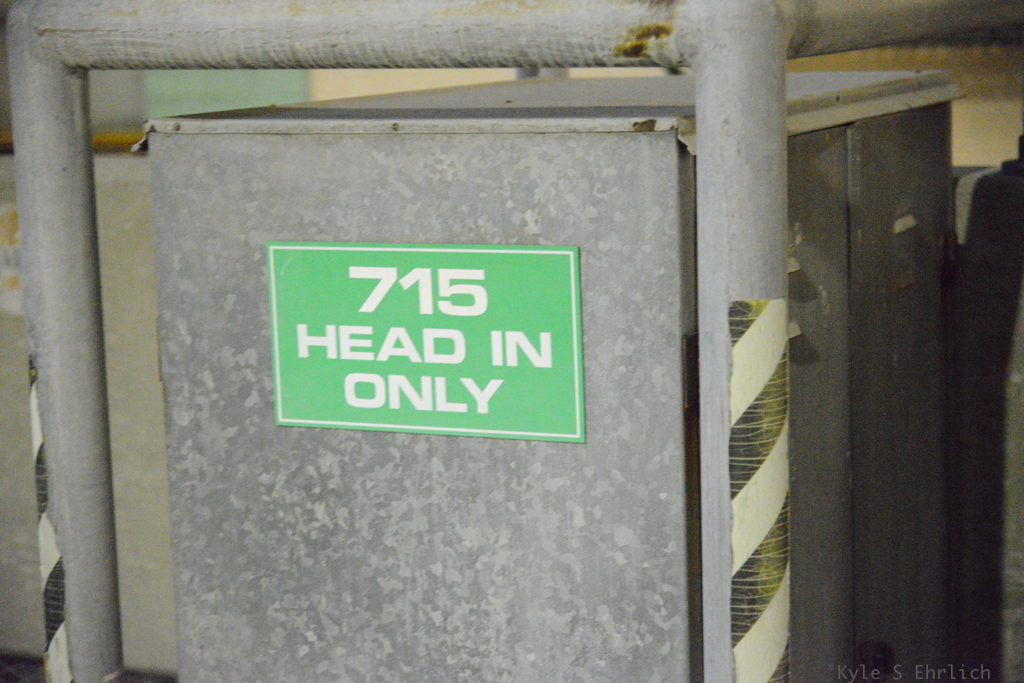 715
HEAD IN
ONLY
Kyle S Ehrlich